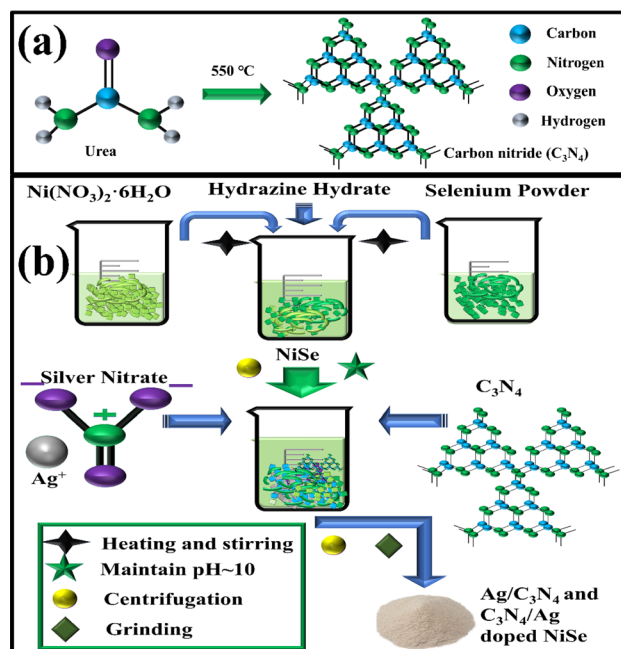 (a)
550 °C
Urea
Carbon
Nitrogen
Oxygen
Hydrogen
Carbon nitride (C₃N₄)
(b)
Ni(NO₃)₂·6H₂O
Hydrazine Hydrate
Selenium Powder
NiSe
Silver Nitrate
+
Ag⁺
C₃N₄
Heating and stirring
Maintain pH~10
Centrifugation
Grinding
Ag/C₃N₄ and
C₃N₄/Ag
doped NiSe